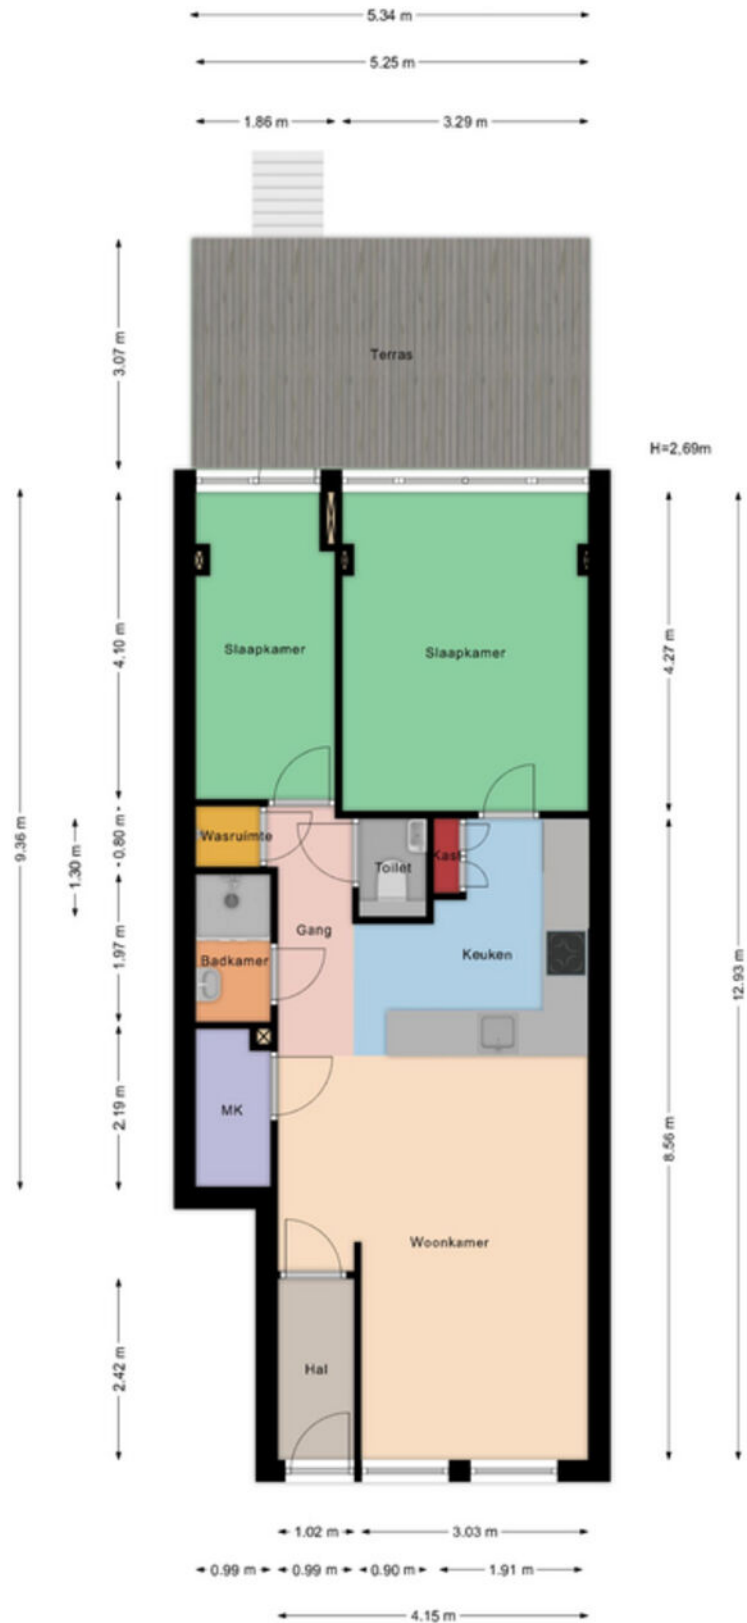 5.34 m
5.25 m
1.86 m
3.29 m
Terras
3.07 m
H=2,69m
Slaapkamer
Slaapkamer
4.10 m
4.27 m
9.36 m
1.30 m
0.80 m
Wasruimte
Toilet
Kast
Gang
Keuken
Badkamer
1.97 m
12.93 m
MK
2.19 m
8.56 m
Woonkamer
Hal
2.42 m
1.02 m
3.03 m
0.99 m
0.99 m
0.90 m
1.91 m
4.15 m